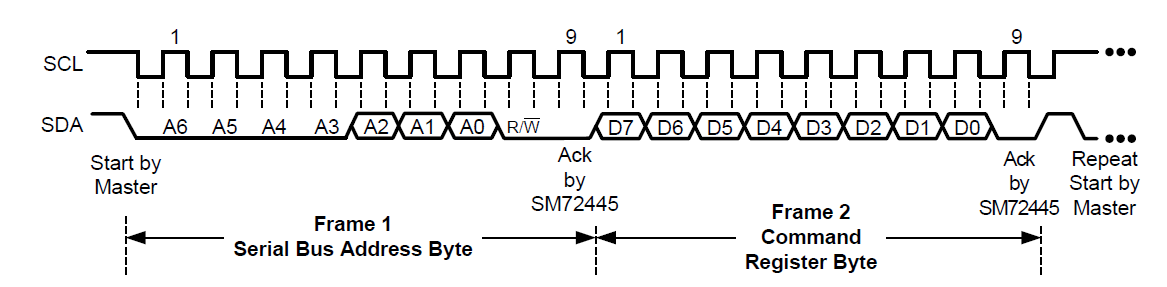 1 9 1 9
SCL
SDA A6 A5 A4 A3 A2 A1 A0 R/W̅ D7 D6 D5 D4 D3 D2 D1 D0
Start by
Master
Ack
by
SM72445
Ack
by
SM72445
Repeat
Start by
Master
Frame 1
Serial Bus Address Byte
Frame 2
Command
Register Byte